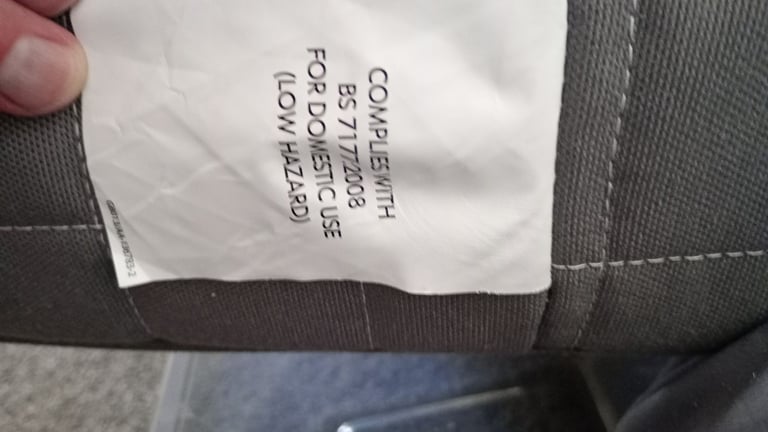 COMPLIES WITH
BS 7177:2008
FOR DOMESTIC USE
(LOW HAZARD)